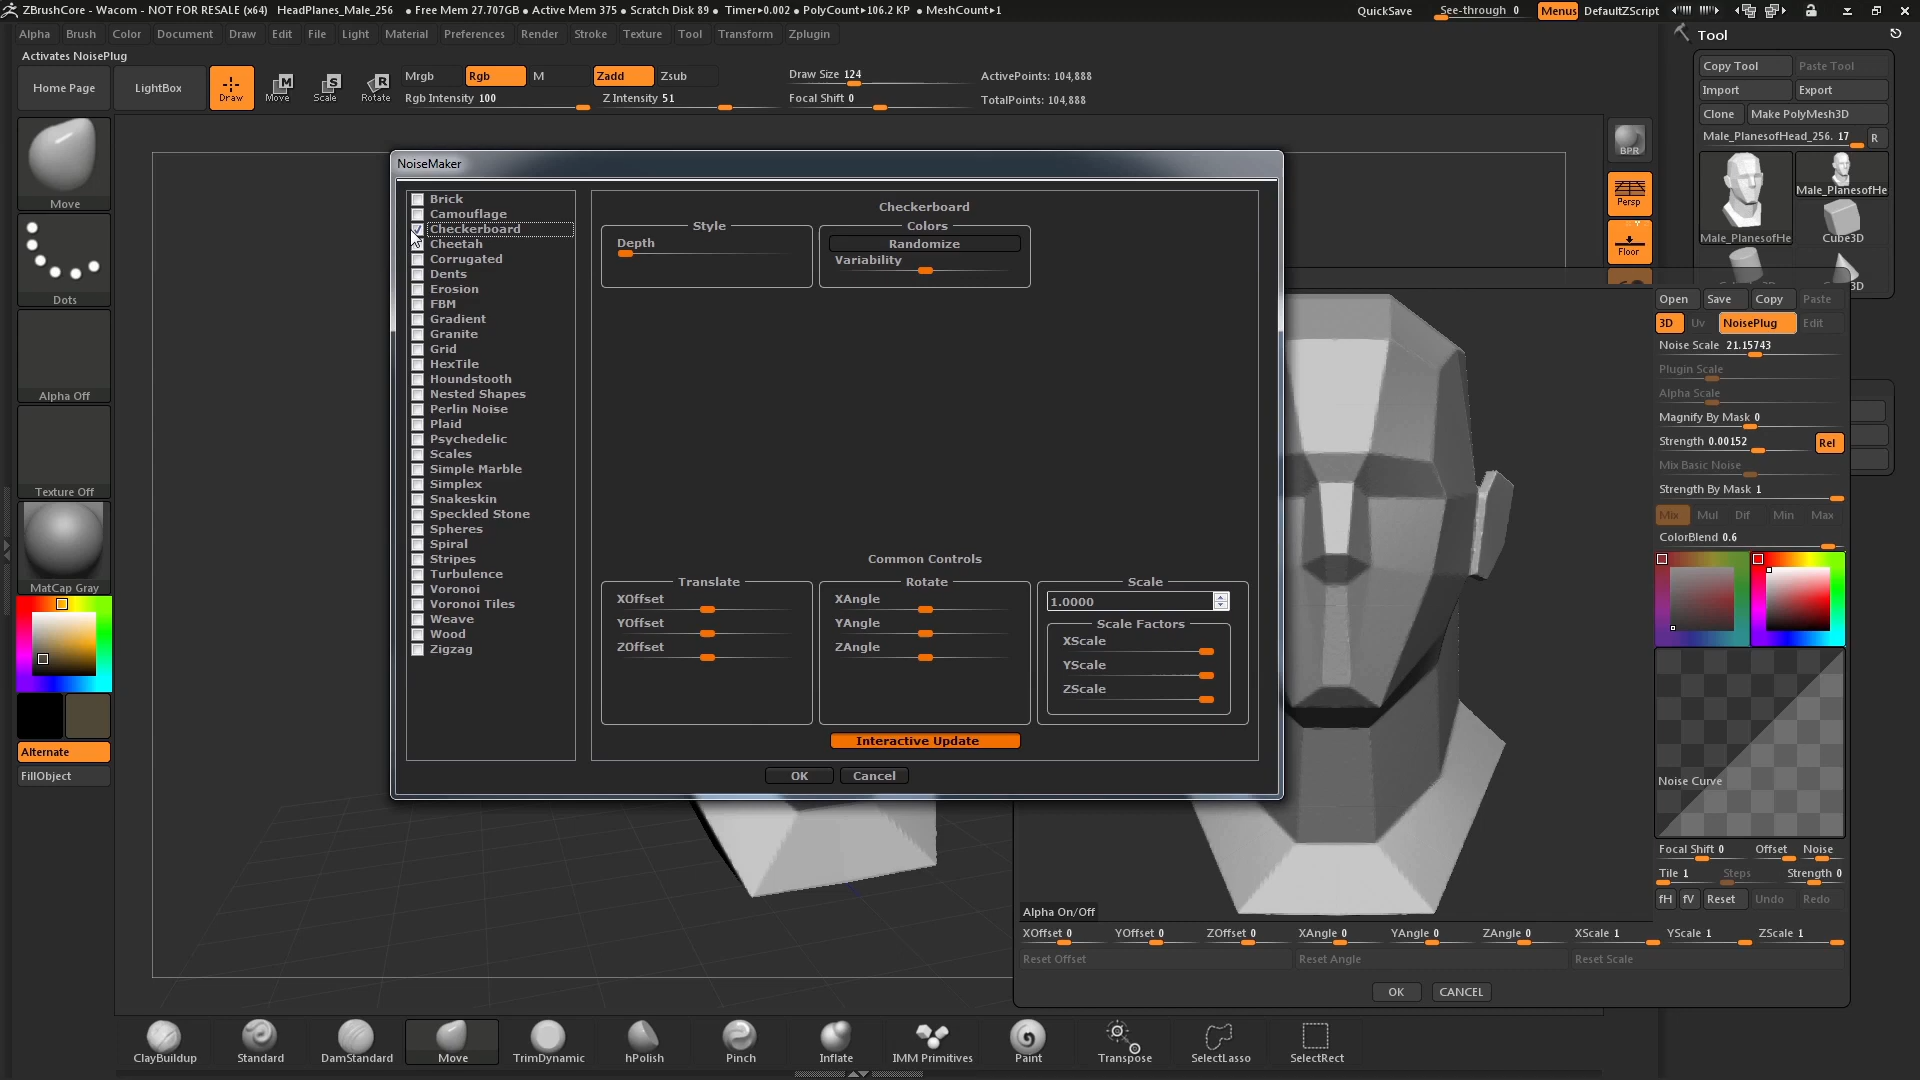 ZBrushCore - Wacom - NOT FOR RESALE (x64) HeadPlanes_Male_256 • Free Mem 27.707GB • Active Mem 375 • Scratch Disk 89 • Timer▸0.002 • PolyCount▸106.2 KP • MeshCount▸1 QuickSave See-through 0 Menus DefaultZScript
Alpha Brush Color Document Draw Edit File Light Material Preferences Render Stroke Texture Tool Transform Zplugin
Tool
Activates NoisePlug
Home Page LightBox Draw Move Scale Rotate
Mrgb Rgb M Zadd Zsub
Rgb Intensity 100 Z Intensity 51
Draw Size 124
Focal Shift 0
ActivePoints: 104,888
TotalPoints: 104,888
Copy Tool Paste Tool
Import Export
Clone Make PolyMesh3D
Male_PlanesofHead_256. 17 R
Male_PlanesofHe
Male_PlanesofHe
Cube3D
BPR
Persp
Floor
Move
Dots
Alpha Off
Texture Off
MatCap Gray
Alternate
FillObject
NoiseMaker
Brick
Camouflage
Checkerboard
Cheetah
Corrugated
Dents
Erosion
FBM
Gradient
Granite
Grid
HexTile
Houndstooth
Nested Shapes
Perlin Noise
Plaid
Psychedelic
Scales
Simple Marble
Simplex
Snakeskin
Speckled Stone
Spheres
Spiral
Stripes
Turbulence
Voronoi
Voronoi Tiles
Weave
Wood
Zigzag
Checkerboard
Style
Depth
Colors
Randomize
Variability
Common Controls
Translate
XOffset
YOffset
ZOffset
Rotate
XAngle
YAngle
ZAngle
Scale
1.0000
Scale Factors
XScale
YScale
ZScale
Interactive Update
OK Cancel
Open Save Copy Paste
3D Uv NoisePlug Edit
Noise Scale 21.15743
Plugin Scale
Alpha Scale
Magnify By Mask 0
Strength 0.00152 Rel
Mix Basic Noise
Strength By Mask 1
Mix Mul Dif Min Max
ColorBlend 0.6
Noise Curve
Focal Shift 0 Offset Noise
Tile 1 Steps Strength 0
fH fV Reset Undo Redo
Alpha On/Off
XOffset 0 YOffset 0 ZOffset 0 XAngle 0 YAngle 0 ZAngle 0 XScale 1 YScale 1 ZScale 1
Reset Offset Reset Angle Reset Scale
OK CANCEL
ClayBuildup Standard DamStandard Move TrimDynamic hPolish Pinch Inflate IMM Primitives Paint Transpose SelectLasso SelectRect